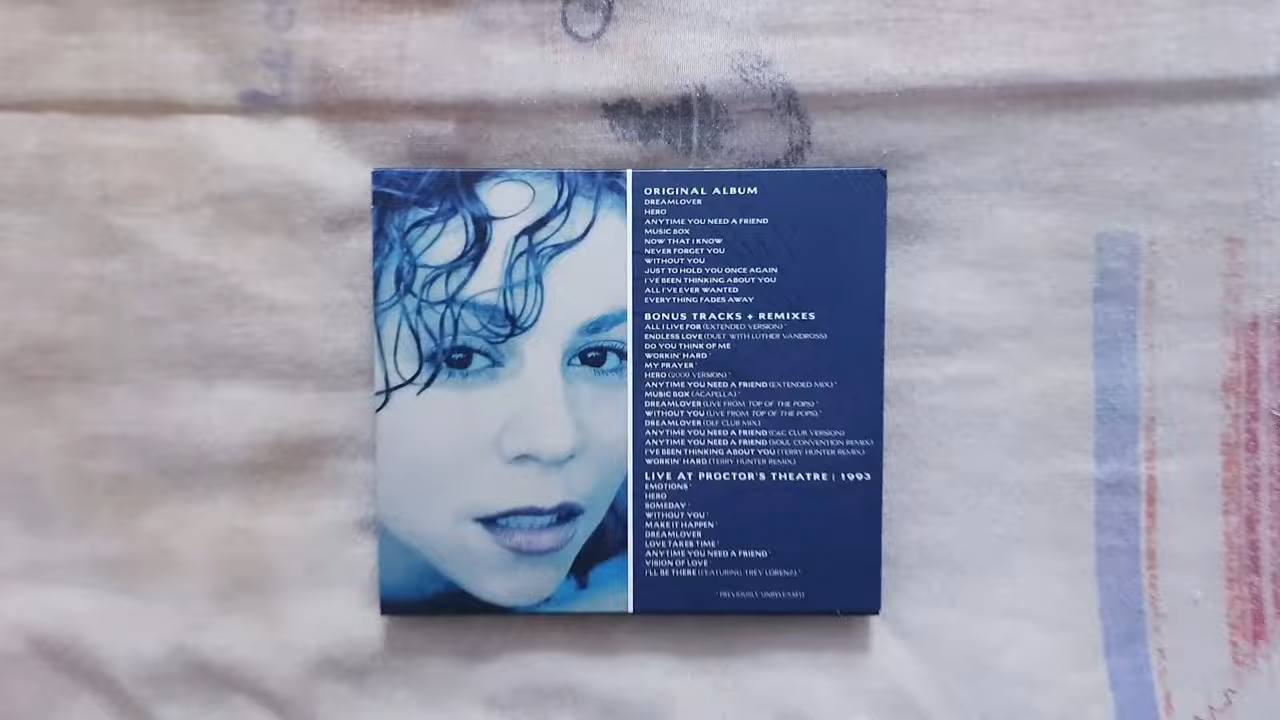 ORIGINAL ALBUM
DREAMLOVER
HERO
ANYTIME YOU NEED A FRIEND
MUSIC BOX
NOW THAT I KNOW
NEVER FORGET YOU
WITHOUT YOU
JUST TO HOLD YOU ONCE AGAIN
I'VE BEEN THINKING ABOUT YOU
ALL I'VE EVER WANTED
EVERYTHING FADES AWAY
BONUS TRACKS + REMIXES
ALL I LIVE FOR (EXTENDED VERSION) *
ENDLESS LOVE (DUET WITH LUTHER VANDROSS)
DO YOU THINK OF ME
WORKIN' HARD *
MY PRAYER *
HERO (2009 VERSION) *
ANYTIME YOU NEED A FRIEND (EXTENDED MIX) *
MUSIC BOX (ACAPELLA) *
DREAMLOVER (LIVE FROM TOP OF THE POPS) *
WITHOUT YOU (LIVE FROM TOP OF THE POPS) *
DREAMLOVER (DEF CLUB MIX)
ANYTIME YOU NEED A FRIEND (C&C CLUB VERSION)
ANYTIME YOU NEED A FRIEND (SOUL CONVENTION REMIX)
I'VE BEEN THINKING ABOUT YOU (TERRY HUNTER REMIX)
WORKIN' HARD (TERRY HUNTER REMIX)
LIVE AT PROCTOR'S THEATRE | 1993
EMOTIONS *
HERO
SOMEDAY *
WITHOUT YOU *
MAKE IT HAPPEN *
DREAMLOVER
LOVE TAKES TIME *
ANYTIME YOU NEED A FRIEND *
VISION OF LOVE *
I'LL BE THERE (FEATURING TREY LORENZ) *
* PREVIOUSLY UNRELEASED